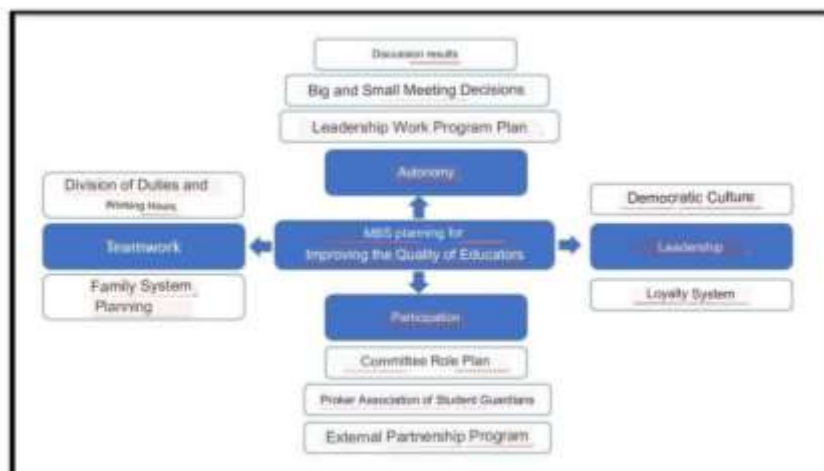 Discussion results
Big and Small Meeting Decisions
Leadership Work Program Plan
Autonomy
Division of Duties and
Working Hours
Teamwork
Family System
Planning
MBS planning for
Improving the Quality of Educators
Democratic Culture
Leadership
Loyalty System
Participation
Committee Role Plan
Proker Association of Student Guardians
External Partnership Program